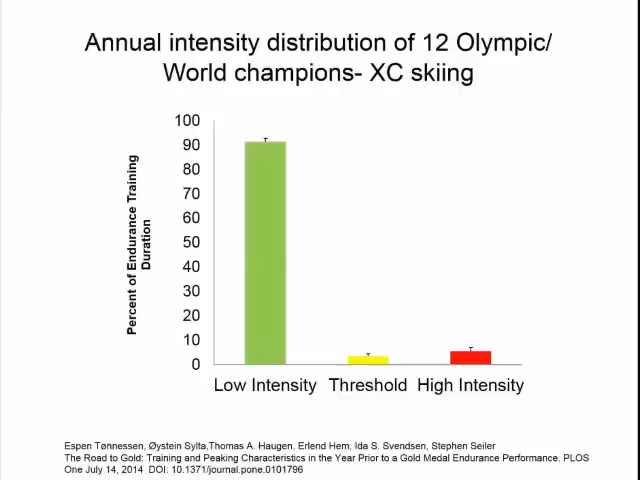 Annual intensity distribution of 12 Olympic/
World champions- XC skiing
Percent of Endurance Training
Duration
100
90
80
70
60
50
40
30
20
10
0
Low Intensity
Threshold
High Intensity
Espen Tønnessen, Øystein Sylta,Thomas A. Haugen, Erlend Hem, Ida S. Svendsen, Stephen Seiler
The Road to Gold: Training and Peaking Characteristics in the Year Prior to a Gold Medal Endurance Performance. PLOS
One July 14, 2014 DOI: 10.1371/journal.pone.0101796